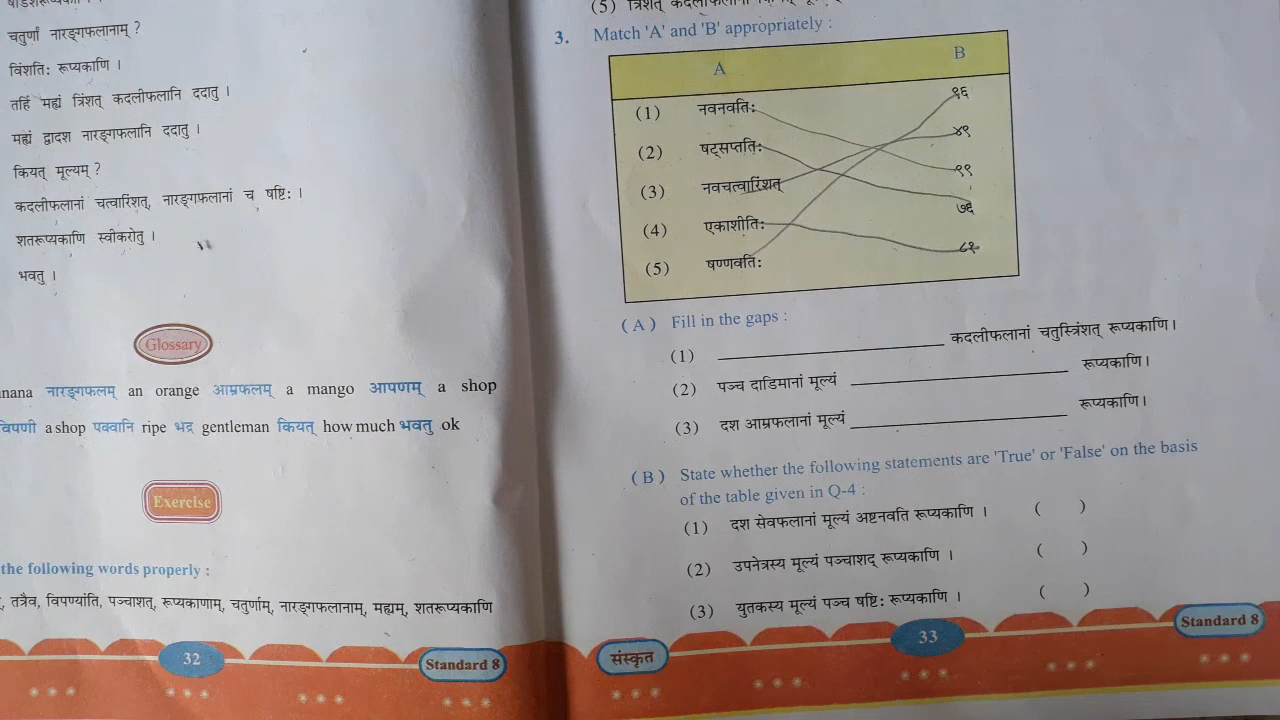 चतुर्णां नारङ्गफलानाम् ?
विंशतिः रूप्यकाणि ।
तर्हि मह्यं त्रिंशत् कदलीफलानि ददातु ।
मह्यं द्वादश नारङ्गफलानि ददातु ।
कियत् मूल्यम् ?
कदलीफलानां चत्वारिंशत्, नारङ्गफलानां च षष्टिः ।
शतरूप्यकाणि स्वीकरोतु ।
भवतु ।
Glossary
nana नारङ्गफलम् an orange आम्रफलम् a mango आपणम् a shop
विपणी a shop पक्वानि ripe भद्र gentleman कियत् how much भवतु ok
Exercise
the following words properly :
तत्रैव, विपण्यांति, पञ्चाशत्, रूप्यकाणाम्, चतुर्णाम्, नारङ्गफलानाम्, मह्यम्, शतरूप्यकाणि
32
Standard 8
(5) त्रिंशत्
3. Match 'A' and 'B' appropriately :
A B
(1) नवनवतिः ९६
(2) षट्सप्ततिः ४९
(3) नवचत्वारिंशत् ९९
(4) एकाशीतिः ७६
(5) षण्णवतिः ८१
(A) Fill in the gaps :
(1) ____________ कदलीफलानां चतुस्त्रिंशत् रूप्यकाणि।
(2) पञ्च दाडिमानां मूल्यं ____________ रूप्यकाणि।
(3) दश आम्रफलानां मूल्यं ____________ रूप्यकाणि।
(B) State whether the following statements are 'True' or 'False' on the basis
of the table given in Q-4 :
(1) दश सेवफलानां मूल्यं अष्टनवति रूप्यकाणि । ( )
(2) उपनेत्रस्य मूल्यं पञ्चाशद् रूप्यकाणि । ( )
(3) युतकस्य मूल्यं पञ्च षष्टिः रूप्यकाणि । ( )
संस्कृत
33
Standard 8